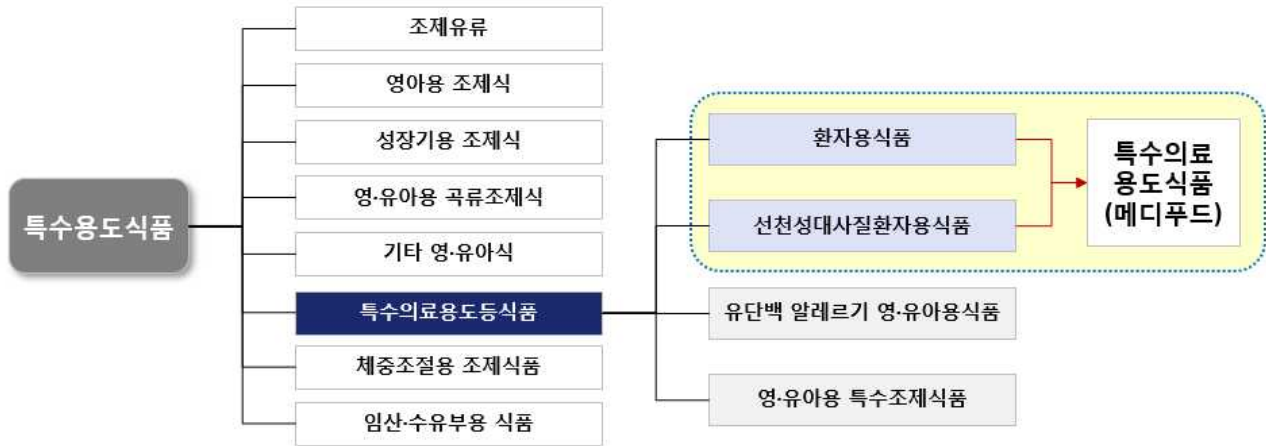 특수용도식품
조제유류
영아용 조제식
성장기용 조제식
영·유아용 곡류조제식
기타 영·유아식
특수의료용도등식품
체중조절용 조제식품
임산·수유부용 식품
환자용식품
선천성대사질환자용식품
유단백 알레르기 영·유아용식품
영·유아용 특수조제식품
특수의료
용도식품
(메디푸드)